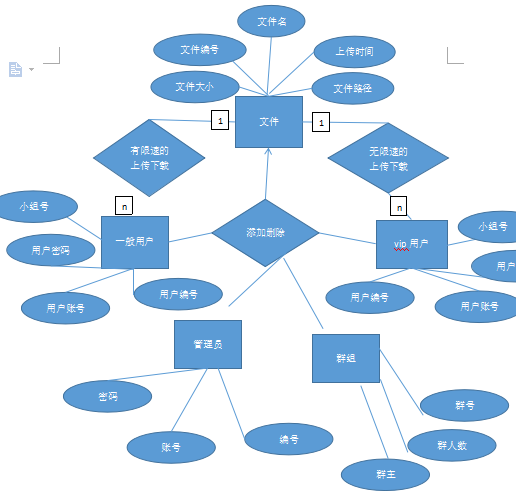 文件名
文件编号
上传时间
文件大小
文件路径
文件
1
1
有限速的
上传下载
无限速的
上传下载
n
n
小组号
一般用户
添加删除
vip 用户
小组号
用户密码
用户
用户编号
用户编号
用户账号
用户账号
管理员
群组
密码
群号
账号
编号
群人数
群主